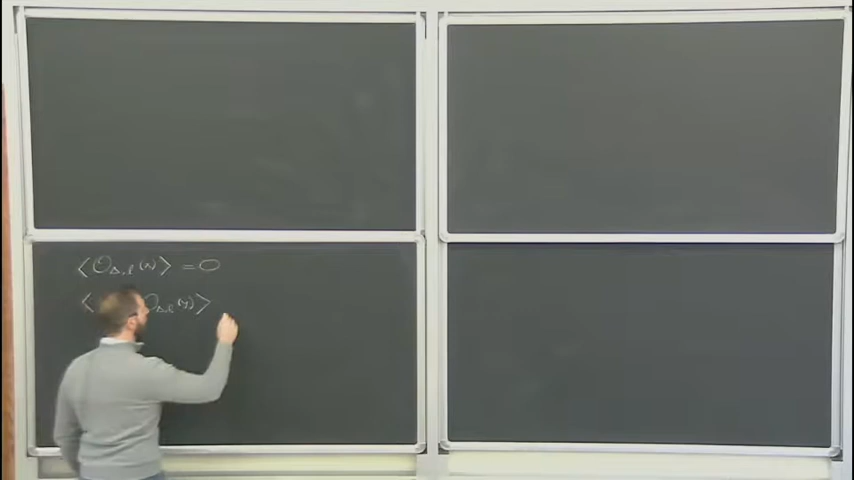 < O_{Δ,ℓ} (x) > = 0
< O_{Δ,ℓ} (y) >